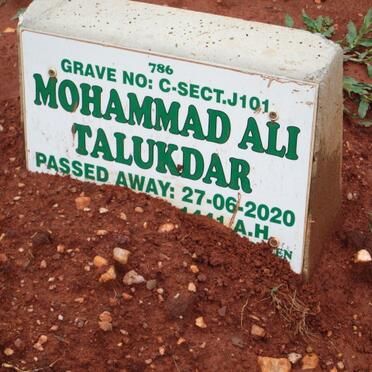 786
GRAVE NO: C-SECT.J101
MOHAMMAD ALI
TALUKDAR
PASSED AWAY: 27-06-2020
1441 A.H